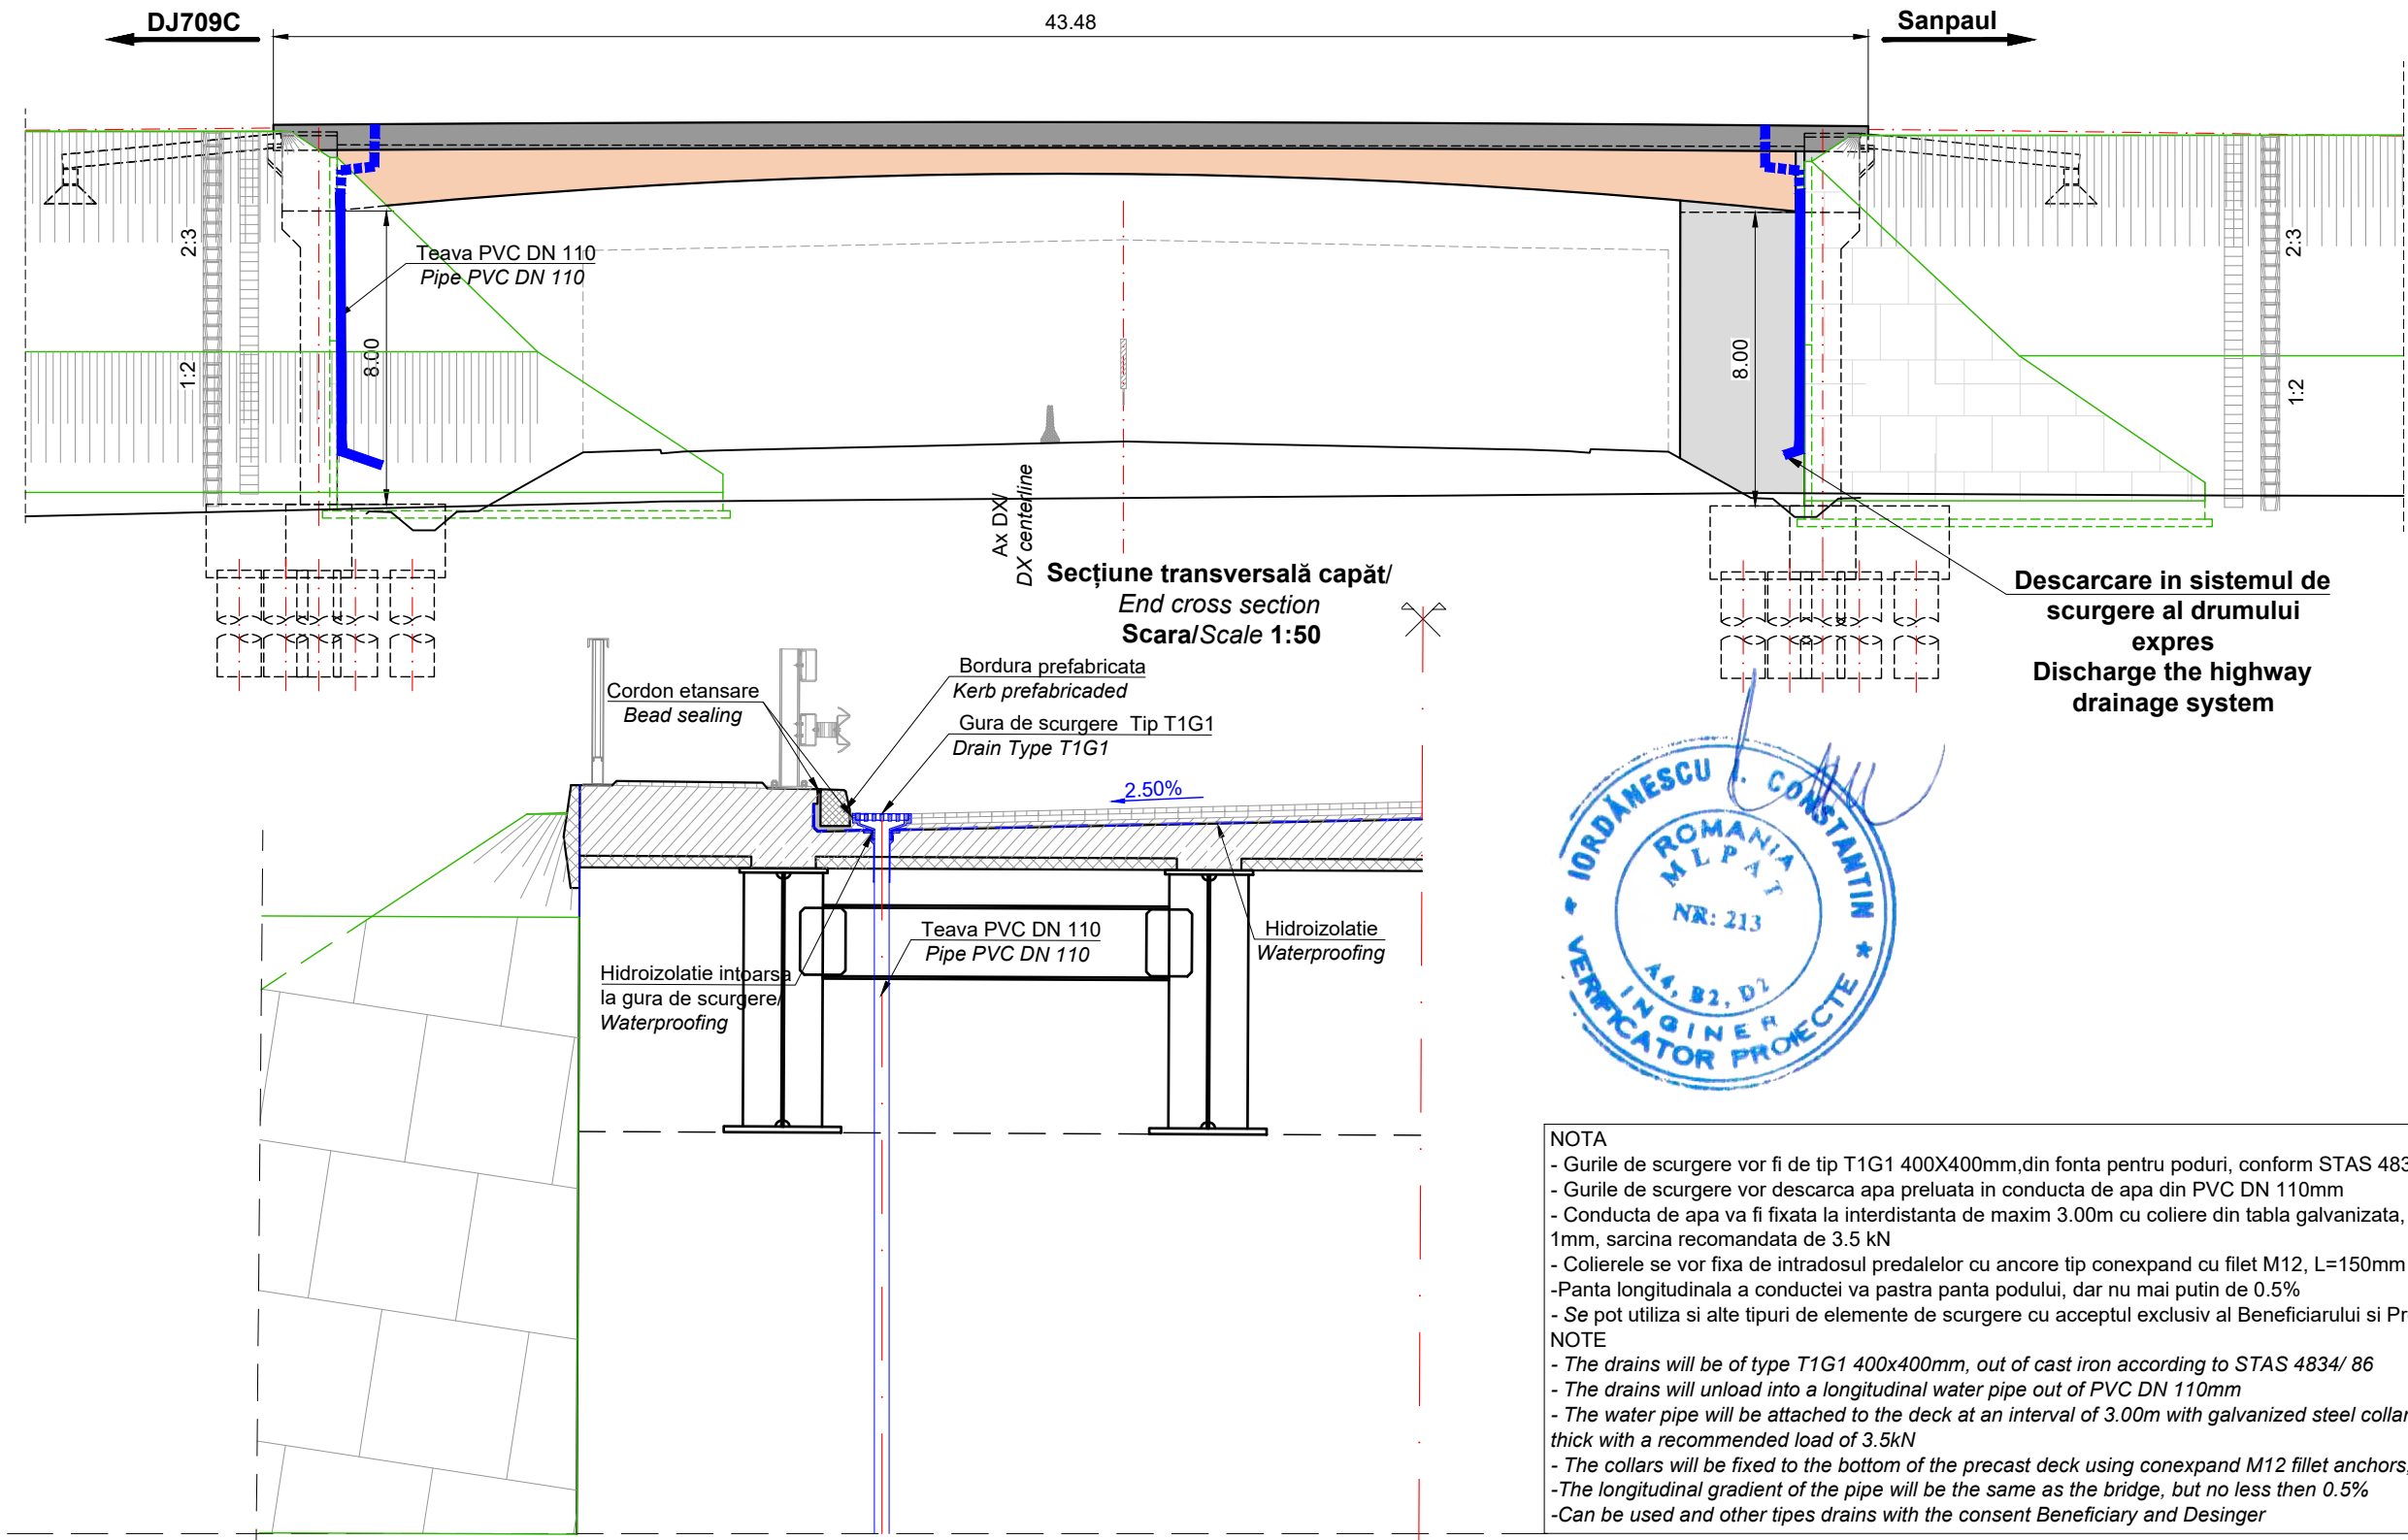 DJ709C
43.48
Sanpaul
2:3
1:2
Teava PVC DN 110
Pipe PVC DN 110
8.00
8.00
2:3
1:2
Ax DX/
DX centerline
Secțiune transversală capăt/
End cross section
Scara/Scale 1:50
Descarcare in sistemul de
scurgere al drumului
expres
Discharge the highway
drainage system
Cordon etansare
Bead sealing
Bordura prefabricata
Kerb prefabricaded
Gura de scurgere Tip T1G1
Drain Type T1G1
2.50%
Teava PVC DN 110
Pipe PVC DN 110
Hidroizolatie
Waterproofing
Hidroizolatie intoarsa
la gura de scurgere/
Waterproofing
IORDĂNESCU I. CONSTANTIN
ROMANIA
MLPAT
NR: 213
A4, B2, D2
INGINER
VERIFICATOR PROIECTE
NOTA
- Gurile de scurgere vor fi de tip T1G1 400X400mm,din fonta pentru poduri, conform STAS 483
- Gurile de scurgere vor descarca apa preluata in conducta de apa din PVC DN 110mm
- Conducta de apa va fi fixata la interdistanta de maxim 3.00m cu coliere din tabla galvanizata,
1mm, sarcina recomandata de 3.5 kN
- Colierele se vor fixa de intradosul predalelor cu ancore tip conexpand cu filet M12, L=150mm
-Panta longitudinala a conductei va pastra panta podului, dar nu mai putin de 0.5%
- Se pot utiliza si alte tipuri de elemente de scurgere cu acceptul exclusiv al Beneficiarului si Pr
NOTE
- The drains will be of type T1G1 400x400mm, out of cast iron according to STAS 4834/ 86
- The drains will unload into a longitudinal water pipe out of PVC DN 110mm
- The water pipe will be attached to the deck at an interval of 3.00m with galvanized steel collar
thick with a recommended load of 3.5kN
- The collars will be fixed to the bottom of the precast deck using conexpand M12 fillet anchors,
-The longitudinal gradient of the pipe will be the same as the bridge, but no less then 0.5%
-Can be used and other tipes drains with the consent Beneficiary and Desinger